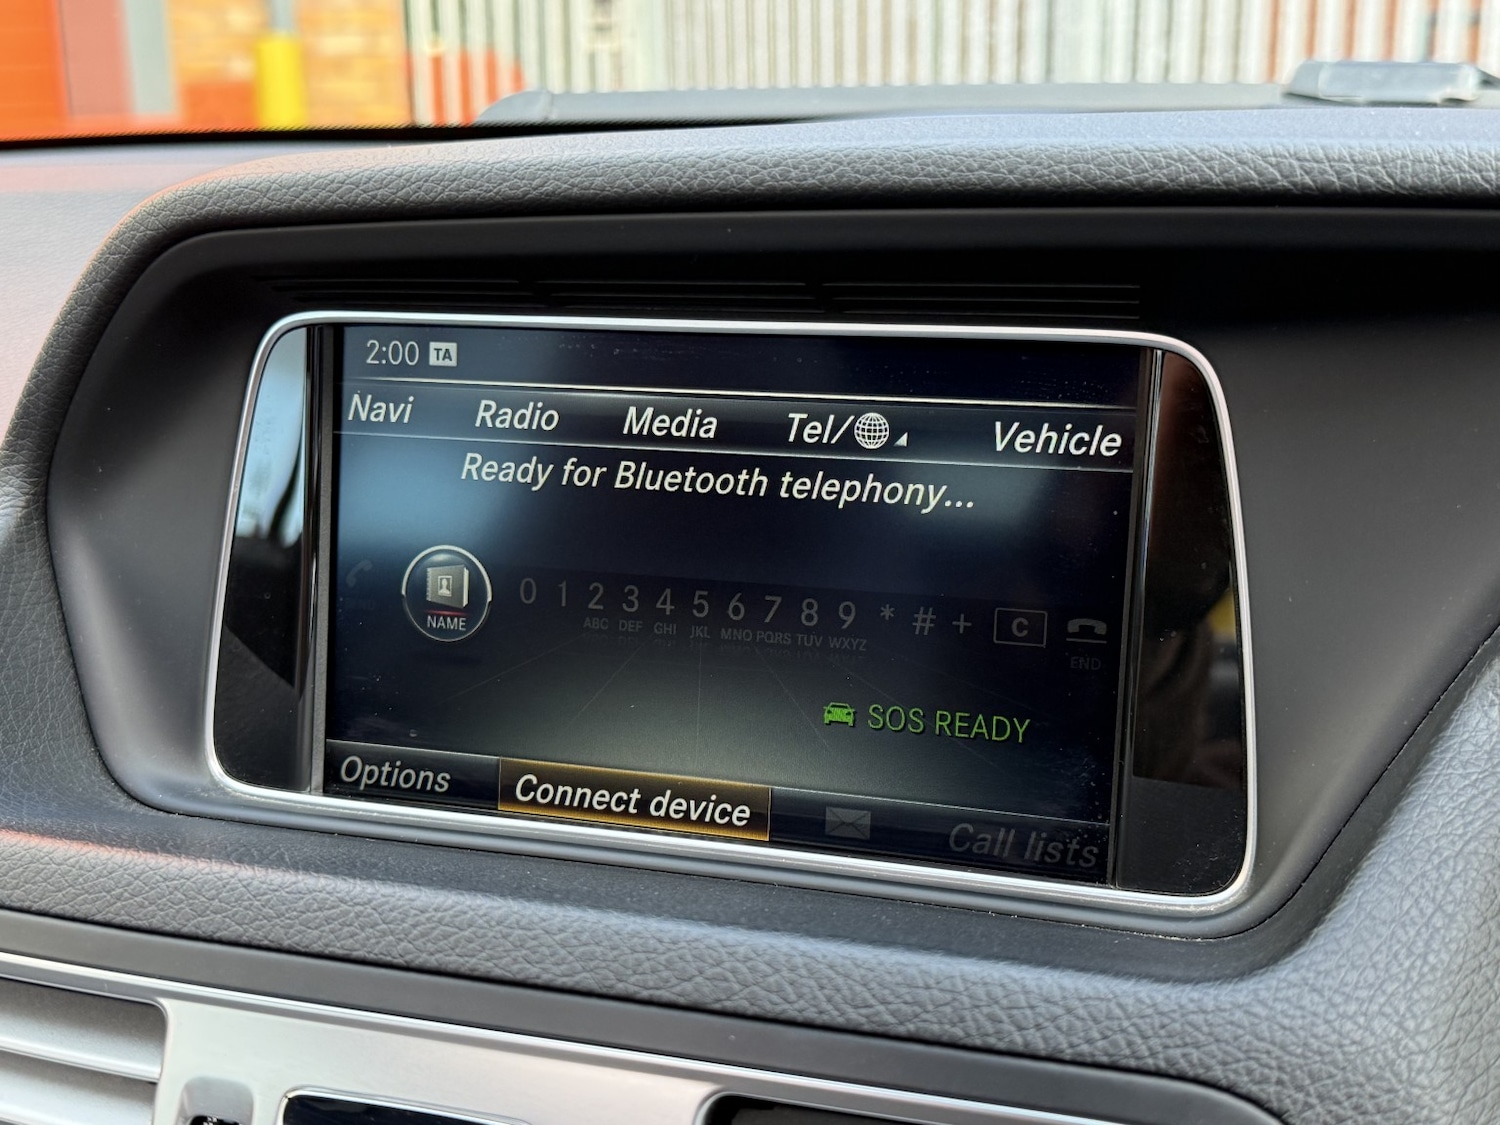 2:00 TA
Navi Radio Media Tel/ Vehicle
Ready for Bluetooth telephony...
NAME 0 1 2 3 4 5 6 7 8 9 * # + C
ABC DEF GHI JKL MNO PQRS TUV WXYZ
END
SOS READY
Options Connect device Call lists